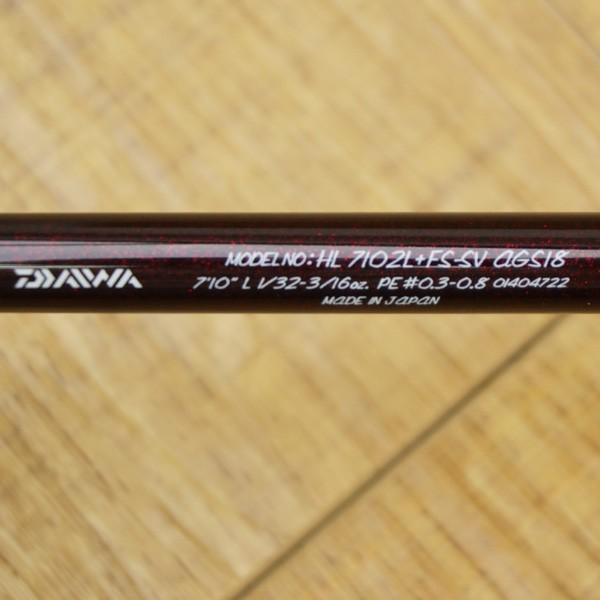 MODEL NO: HL 7102L+FS-SV AGS18
DAIWA
7'10" L 1/32-3/16oz. PE#0.3-0.8 01404722
MADE IN JAPAN